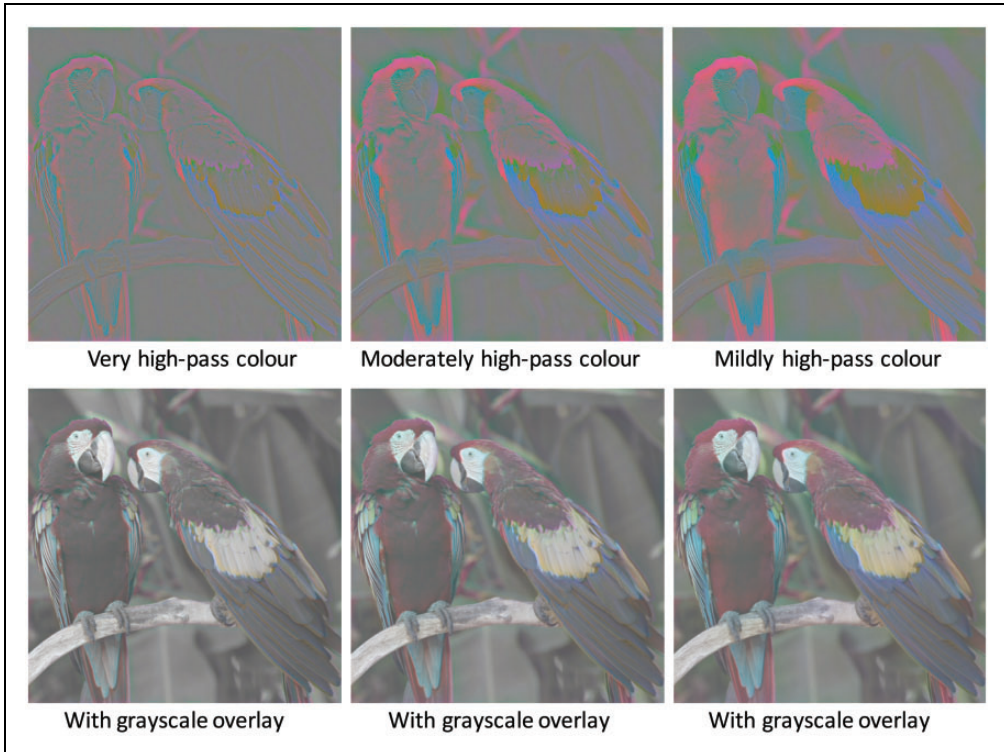 Very high-pass colour
Moderately high-pass colour
Mildly high-pass colour
With grayscale overlay
With grayscale overlay
With grayscale overlay